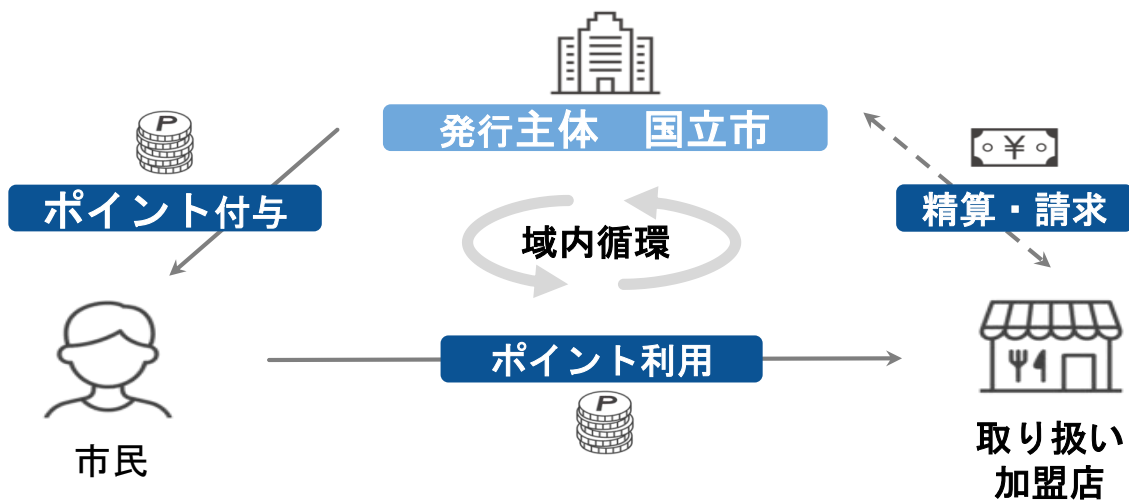 発行主体　国立市
P
ポイント付与
¥
精算・請求
域内循環
ポイント利用
P
市民
取り扱い
加盟店